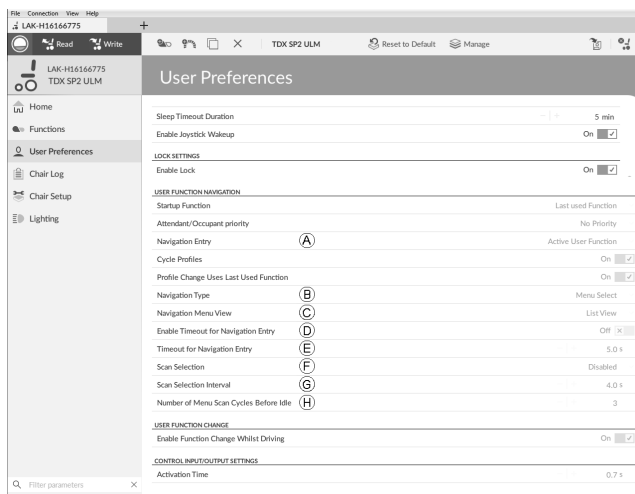 File Connection View Help
LAK-H16166775 +
Read Write TDX SP2 ULM Reset to Default Manage
LAK-H16166775
TDX SP2 ULM
User Preferences
Home
Functions
User Preferences
Chair Log
Chair Setup
Lighting
Filter parameters
Sleep Timeout Duration − + 5 min
Enable Joystick Wakeup On
LOCK SETTINGS
Enable Lock On
USER FUNCTION NAVIGATION
Startup Function Last used Function
Attendant/Occupant priority No Priority
Navigation Entry A Active User Function
Cycle Profiles On
Profile Change Uses Last Used Function On
Navigation Type B Menu Select
Navigation Menu View C List View
Enable Timeout for Navigation Entry D Off
Timeout for Navigation Entry E 5.0 s
Scan Selection F Disabled
Scan Selection Interval G 4.0 s
Number of Menu Scan Cycles Before Idle H 3
USER FUNCTION CHANGE
Enable Function Change Whilst Driving On
CONTROL INPUT/OUTPUT SETTINGS
Activation Time 0.7 s